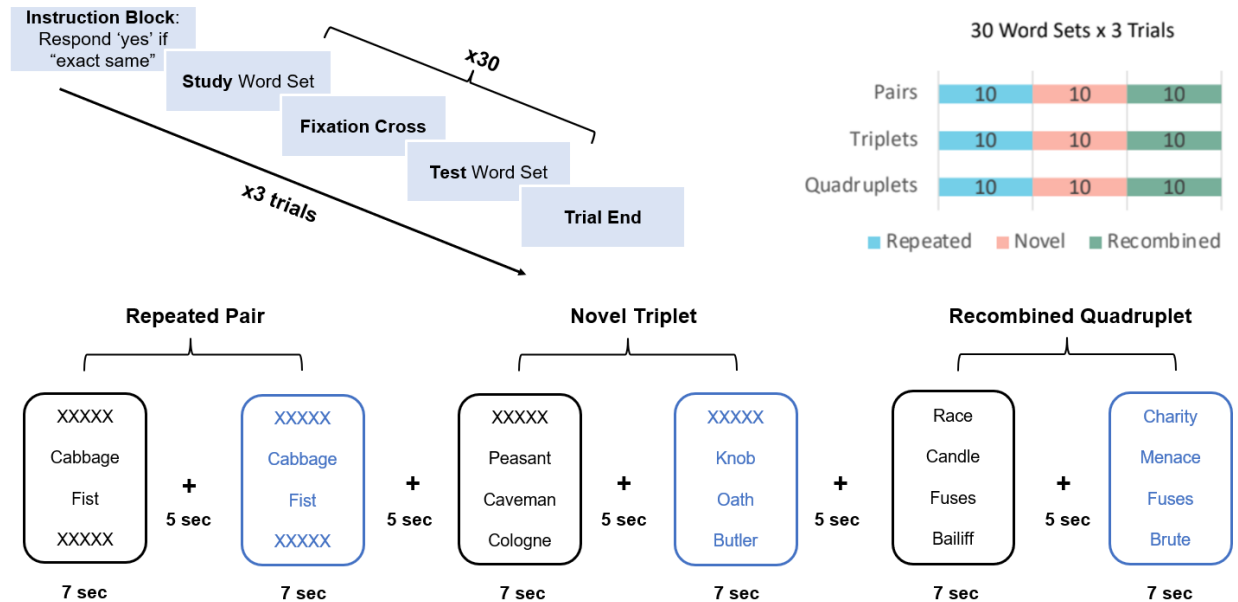 Instruction Block:
Respond ‘yes’ if
“exact same”
Study Word Set
Fixation Cross
Test Word Set
Trial End
x30
x3 trials
30 Word Sets x 3 Trials
Pairs
10 10 10
Triplets
10 10 10
Quadruplets
10 10 10
Repeated Novel Recombined
Repeated Pair
Novel Triplet
Recombined Quadruplet
XXXXX
Cabbage
Fist
XXXXX
7 sec
+
5 sec
XXXXX
Cabbage
Fist
XXXXX
7 sec
+
5 sec
XXXXX
Peasant
Caveman
Cologne
7 sec
+
5 sec
XXXXX
Knob
Oath
Butler
7 sec
+
5 sec
Race
Candle
Fuses
Bailiff
7 sec
+
5 sec
Charity
Menace
Fuses
Brute
7 sec